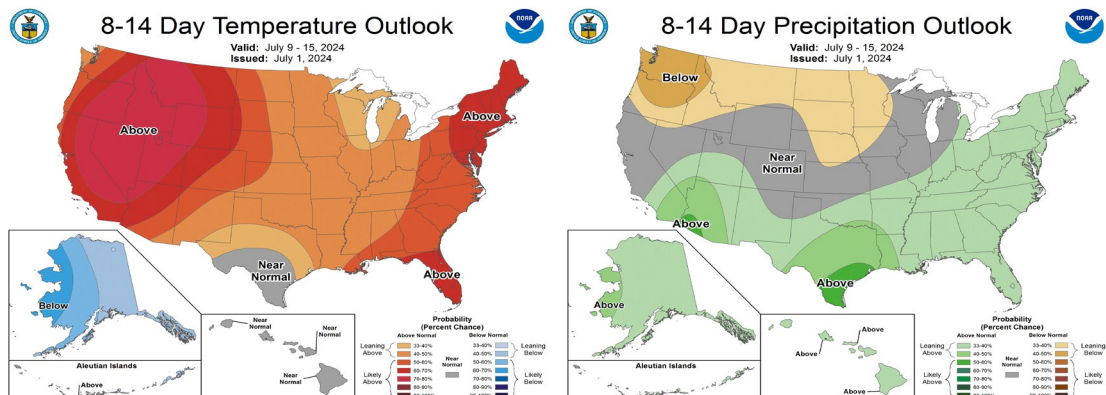 8-14 Day Temperature Outlook
Valid: July 9 - 15, 2024
Issued: July 1, 2024
NOAA
Above
Above
Near
Normal
Above
Below
Aleutian Islands
Above
Near
Normal
Near
Normal
Near
Normal
Probability
(Percent Chance)
Above Normal
Below Normal
Leaning
Above
Likely
Above
33-40%
40-50%
50-60%
60-70%
70-80%
80-90%
Near
Normal
33-40%
40-50%
50-60%
60-70%
70-80%
80-90%
Leaning
Below
Likely
Below
8-14 Day Precipitation Outlook
Valid: July 9 - 15, 2024
Issued: July 1, 2024
NOAA
Below
Near
Normal
Above
Above
Above
Aleutian Islands
Above
Above
Above
Probability
(Percent Chance)
Above Normal
Below Normal
Leaning
Above
Likely
Above
33-40%
40-50%
50-60%
60-70%
70-80%
80-90%
Near
Normal
33-40%
40-50%
50-60%
60-70%
70-80%
80-90%
Leaning
Below
Likely
Below